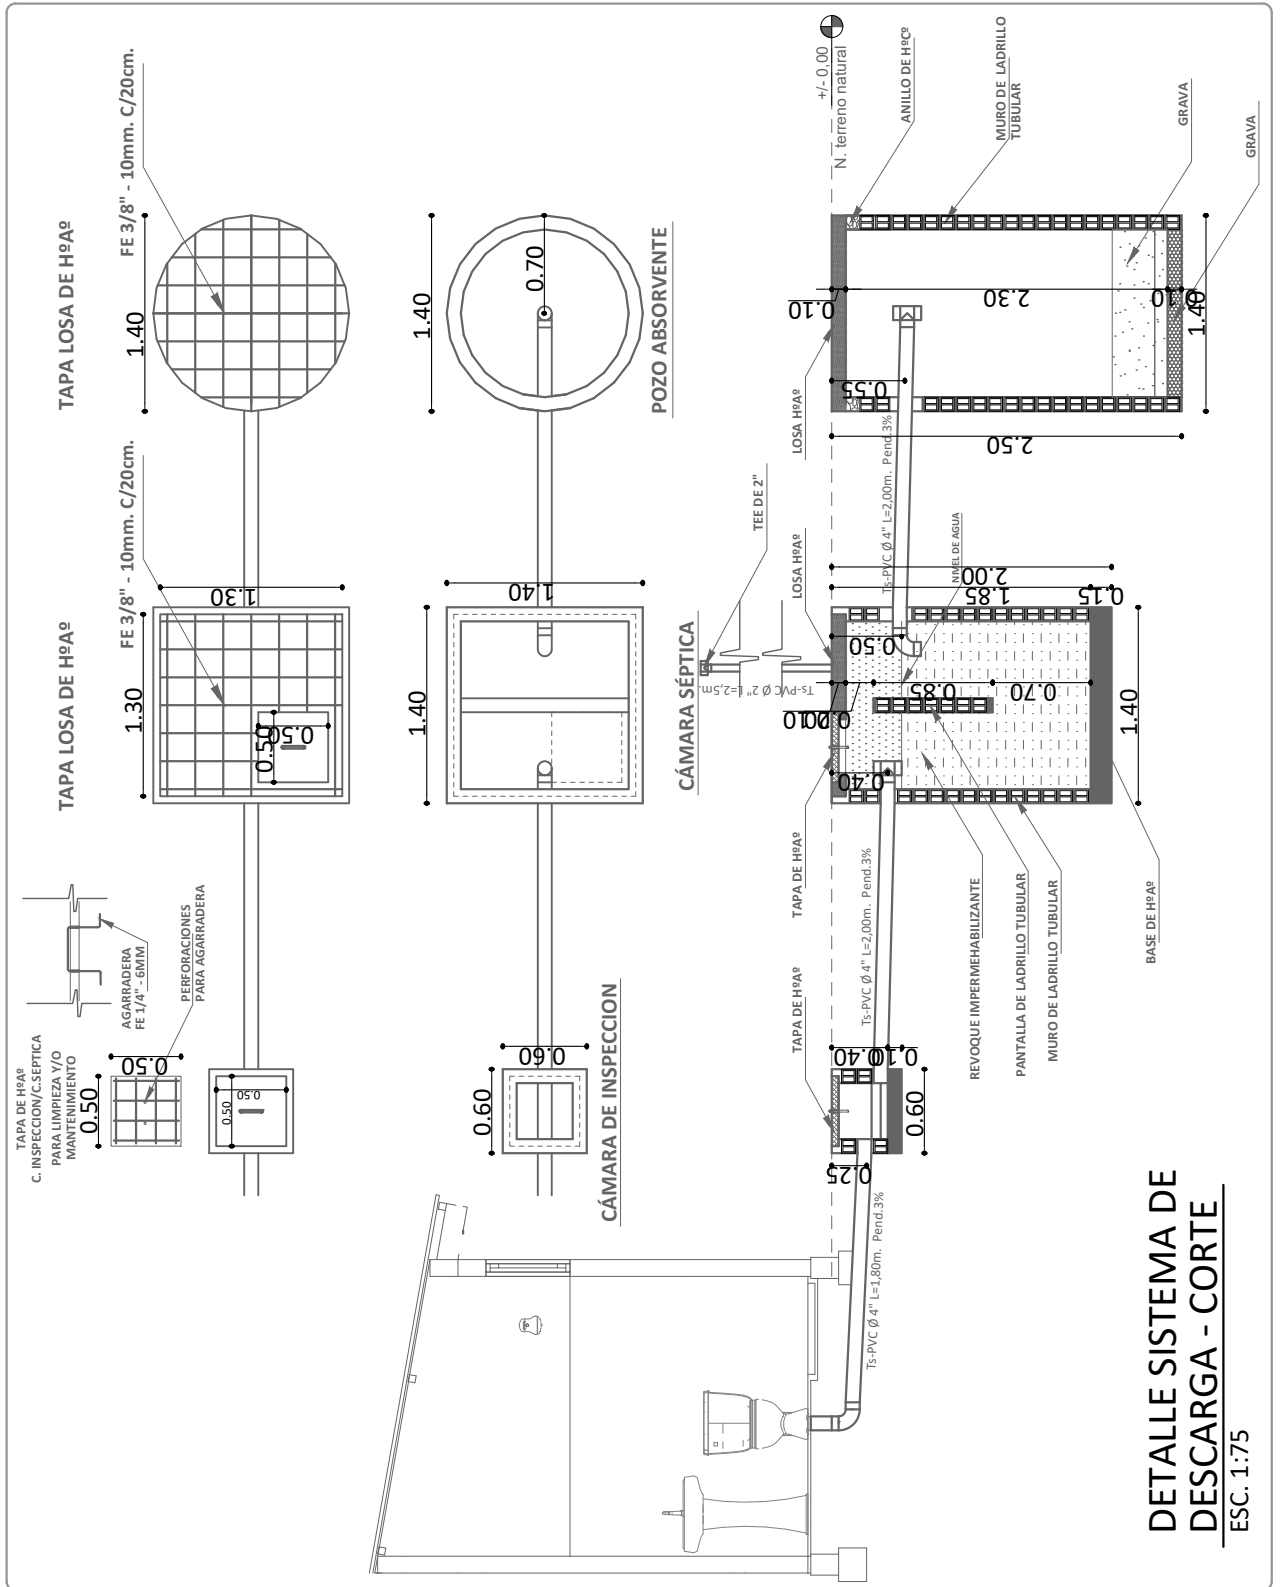 TAPA DE HºAº
C. INSPECCION/C.SEPTICA
PARA LIMPIEZA Y/O
MANTENIMIENTO
0.50
0.50
AGARRADERA
FE 1/4" - 6MM
PERFORACIONES
PARA AGARRADERA
0.50
0.50
TAPA LOSA DE HºAº
FE 3/8" - 10mm. C/20cm.
1.30
1.30
0.50
0.50
TAPA LOSA DE HºAº
FE 3/8" - 10mm. C/20cm.
1.40
0.60
0.60
CÁMARA DE INSPECCION
1.40
1.40
CÁMARA SÉPTICA
1.40
0.70
POZO ABSORVENTE
TEE DE 2"
Ts-PVC Ø 2" L=2,5m.
TAPA DE HºAº
TAPA DE HºAº
LOSA HºAº
LOSA HºAº
+/- 0,00
N. terreno natural
ANILLO DE HºCº
MURO DE LADRILLO
TUBULAR
GRAVA
GRAVA
Ts-PVC Ø 4" L=1,80m. Pend.3%
0.25
0.40
0.10
0.60
Ts-PVC Ø 4" L=2,00m. Pend.3%
0.40
0.10
0.20
0.85
0.70
0.50
NIVEL DE AGUA
1.85
0.15
2.00
1.40
Ts-PVC Ø 4" L=2,00m. Pend.3%
0.55
0.10
2.30
0.10
2.50
1.40
REVOQUE IMPERMEHABILIZANTE
PANTALLA DE LADRILLO TUBULAR
MURO DE LADRILLO TUBULAR
BASE DE HºAº
DETALLE SISTEMA DE
DESCARGA - CORTE
ESC. 1:75